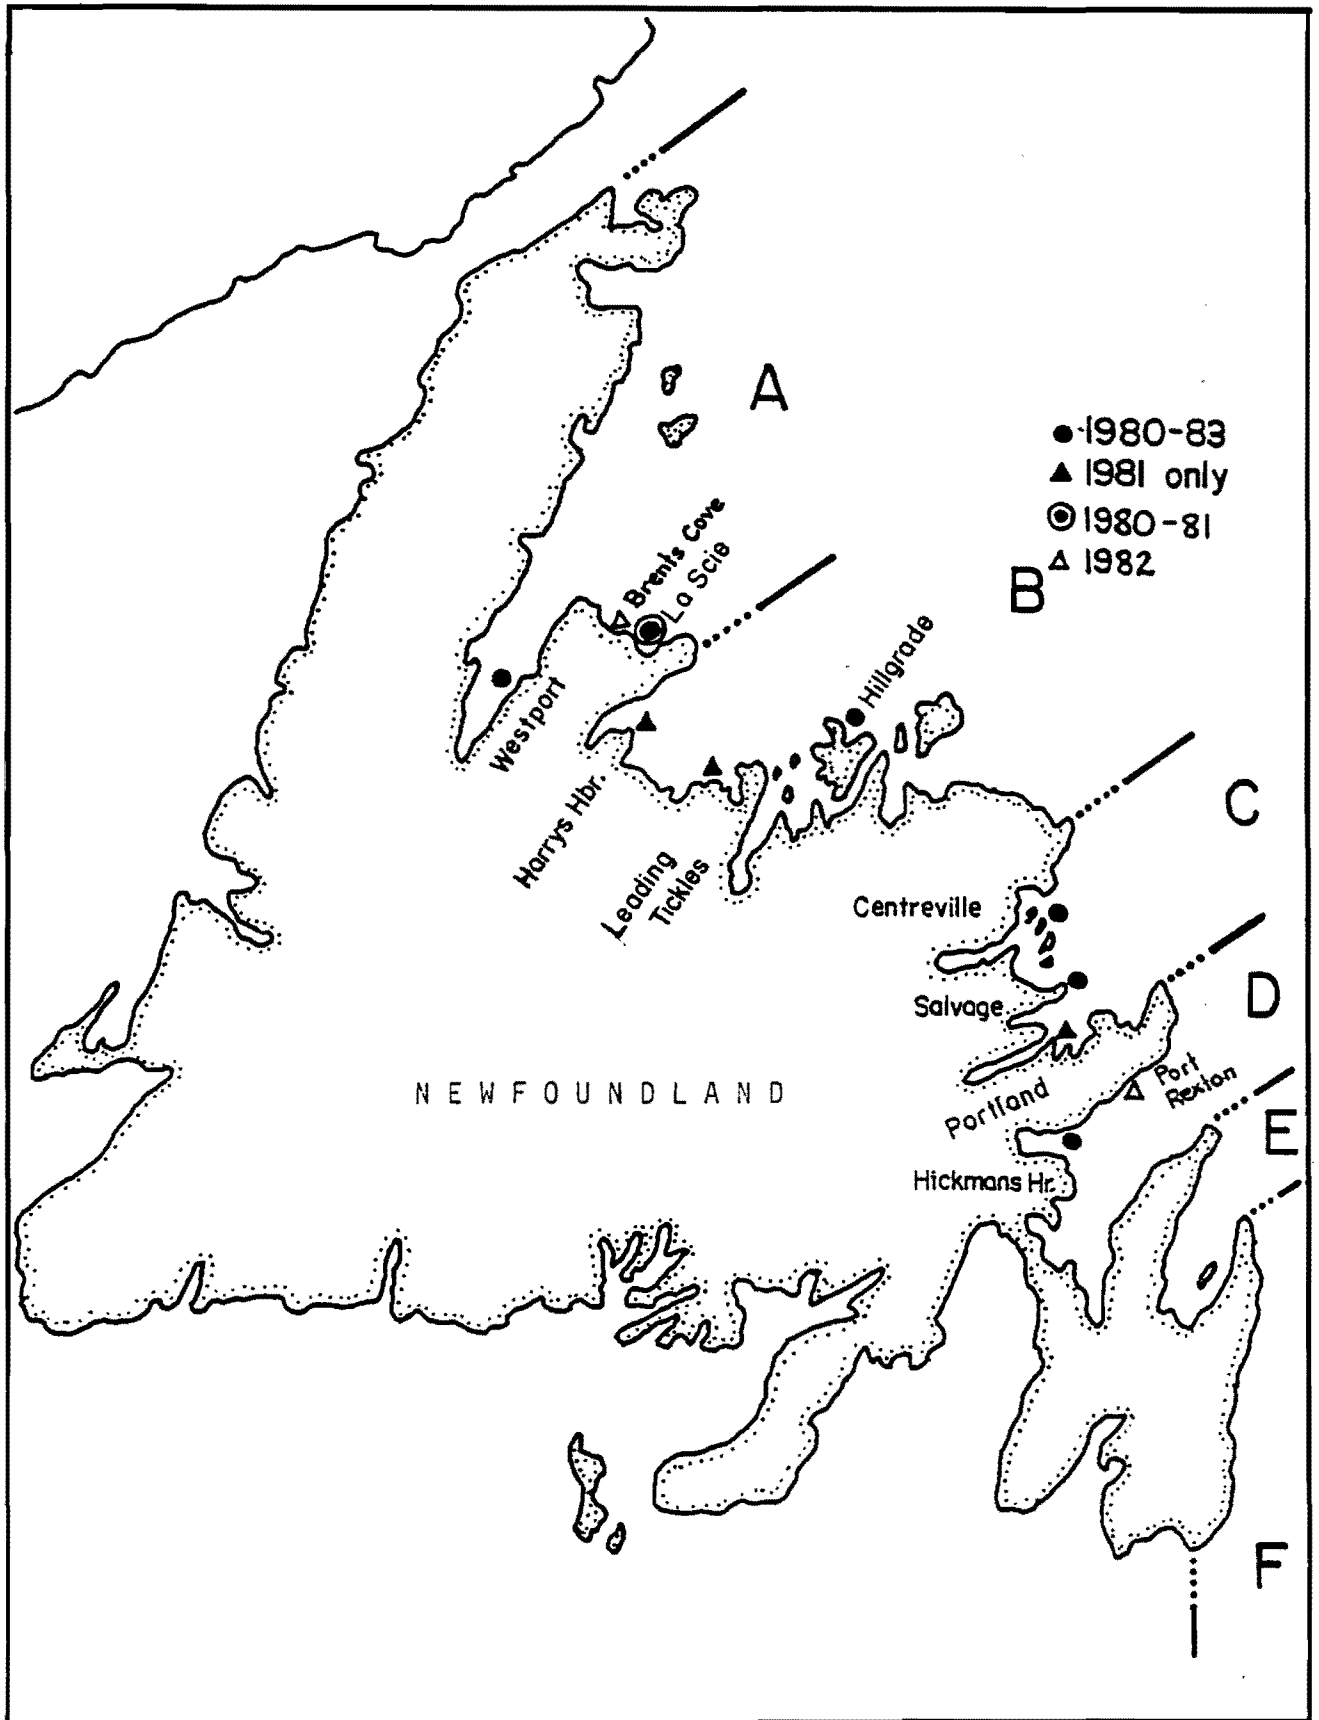 A
1980-83
1981 only
1980-81
1982
B
Brents Cove
La Scie
Hillgrade
Westport
Harrys Hbr.
Leading
Tickles
C
Centreville
Salvage
D
Portland
Port
Rexton
NEWFOUNDLAND
E
Hickmans Hr.
F